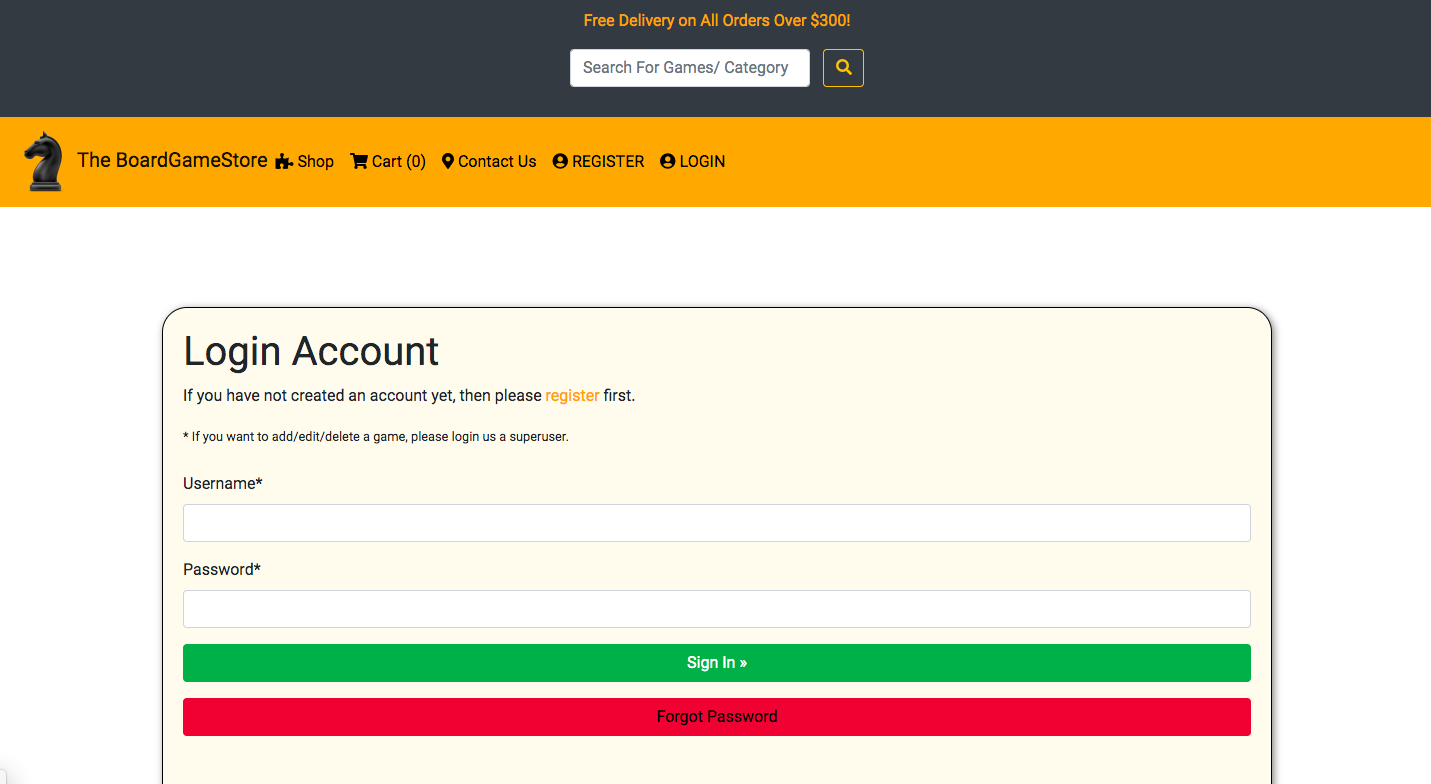 Free Delivery on All Orders Over $300!
Search For Games/ Category
The BoardGameStore Shop Cart (0) Contact Us REGISTER LOGIN
Login Account
If you have not created an account yet, then please register first.
* If you want to add/edit/delete a game, please login us a superuser.
Username*
Password*
Sign In »
Forgot Password